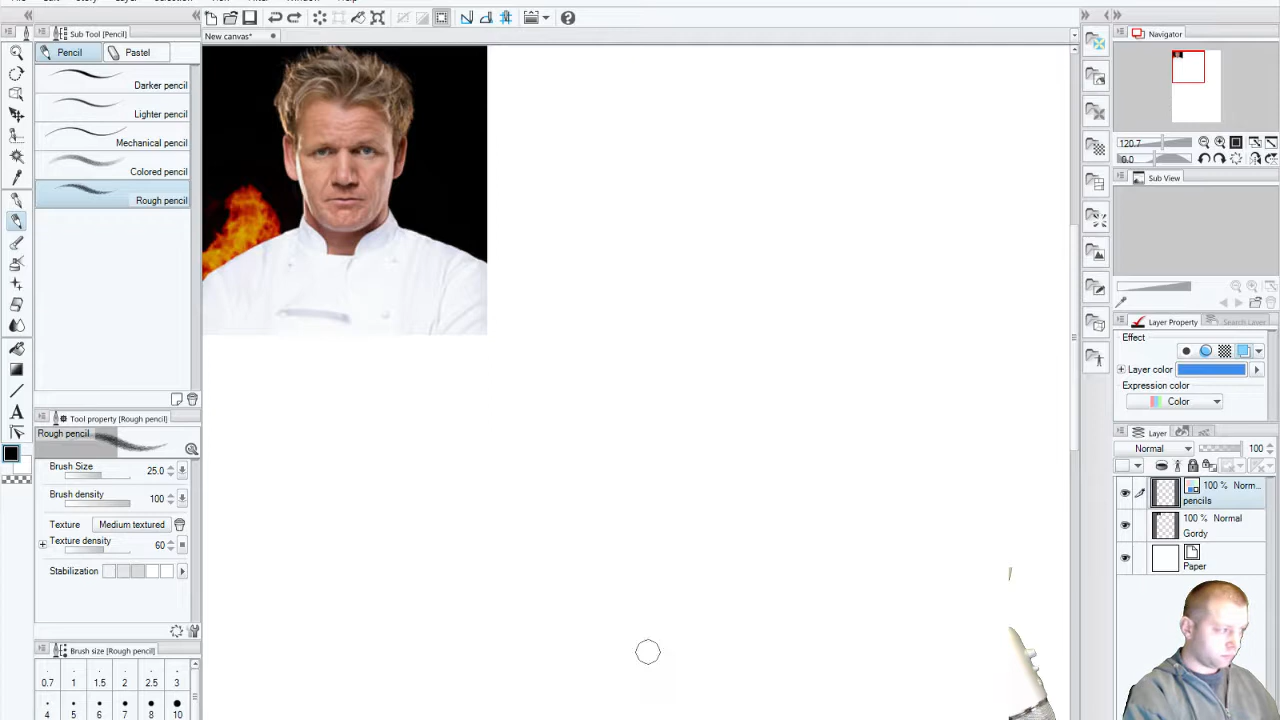 New canvas*
Sub Tool [Pencil]
Pencil
Pastel
Darker pencil
Lighter pencil
Mechanical pencil
Colored pencil
Rough pencil
Tool property [Rough pencil]
Rough pencil
Brush Size 25.0
Brush density 100
Texture Medium textured
Texture density 60
Stabilization
Brush size [Rough pencil]
0.7 1 1.5 2 2.5 3
4 5 6 7 8 10
Navigator
120.7
0.0
Sub View
Layer Property
Search Layer
Effect
Layer color
Expression color
Color
Layer
Normal 100
100 % Norm...
pencils
100 % Normal
Gordy
Paper